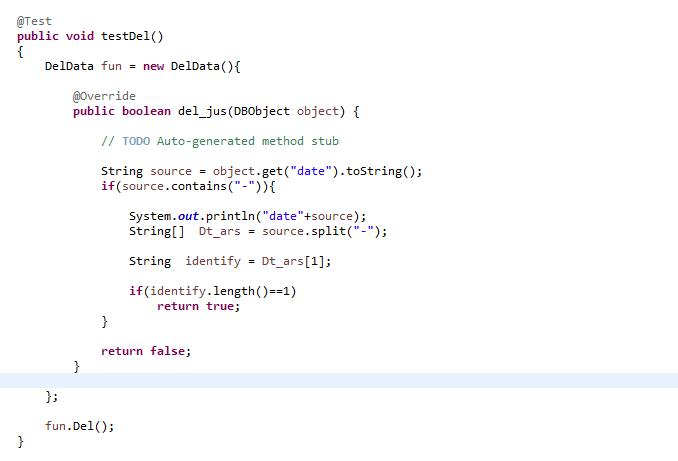 @Test
public void testDel()
{
DelData fun = new DelData(){
@Override
public boolean del_jus(DBObject object) {
// TODO Auto-generated method stub
String source = object.get("date").toString();
if(source.contains("-")){
System.out.println("date"+source);
String[]  Dt_ars = source.split("-");
String  identify = Dt_ars[1];
if(identify.length()==1)
return true;
}
return false;
}
};
fun.Del();
}